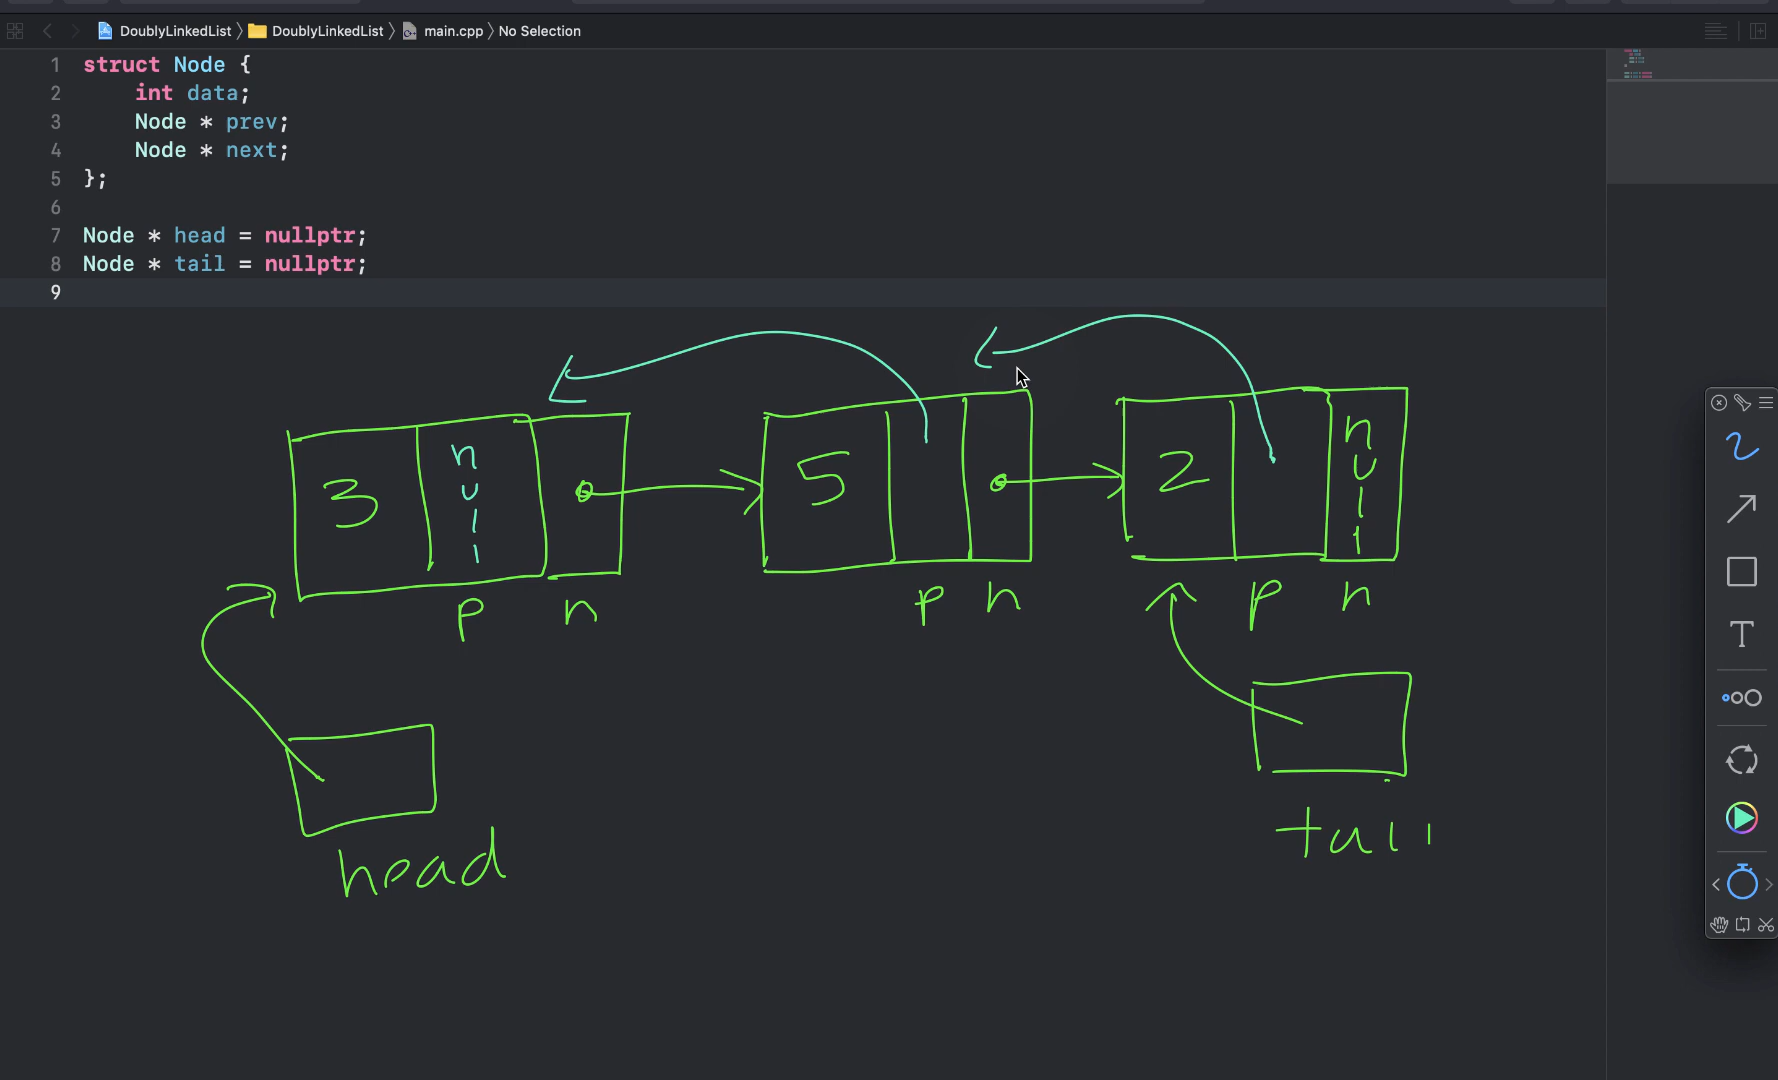 DoublyLinkedList 〉 DoublyLinkedList 〉 main.cpp 〉 No Selection
1 struct Node {
2     int data;
3     Node * prev;
4     Node * next;
5 };
6
7 Node * head = nullptr;
8 Node * tail = nullptr;
9
3 null 5 2 null
p n p n p n
head
tail
T